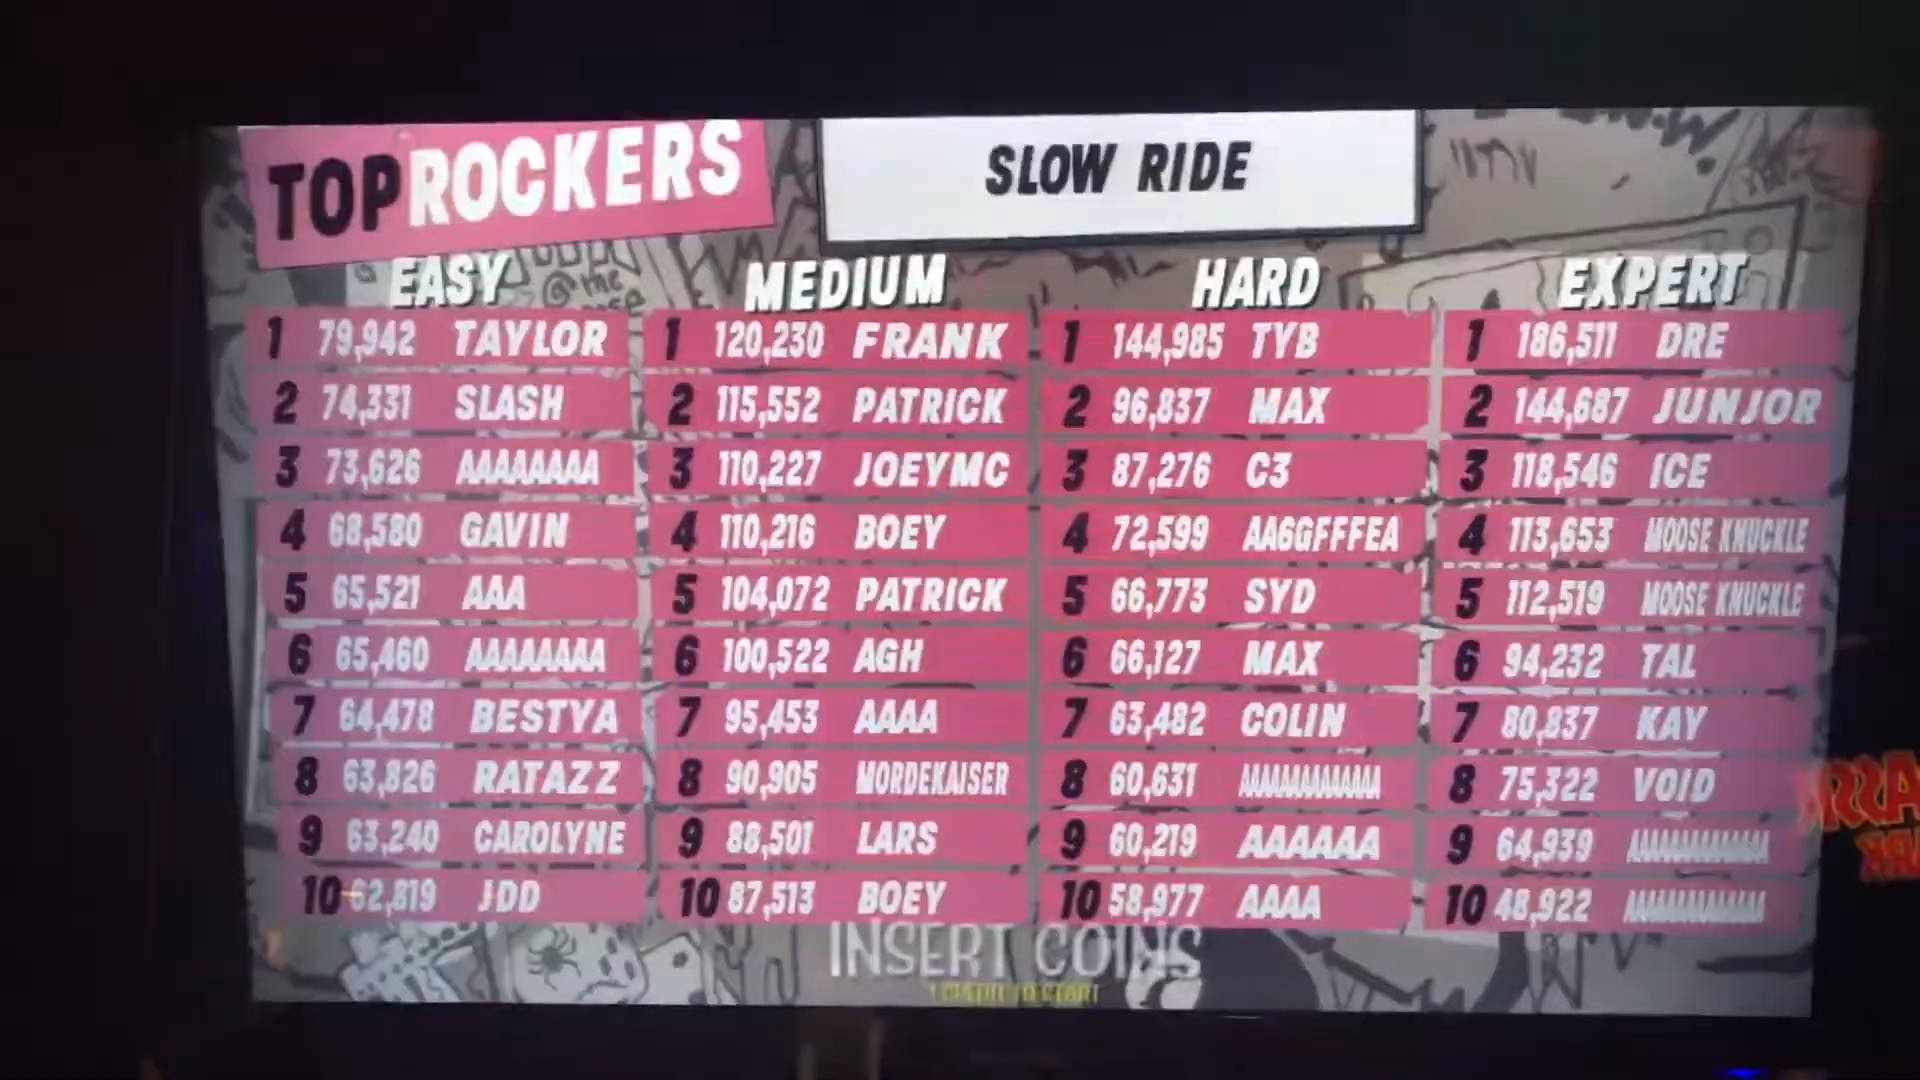 TOP ROCKERS
SLOW RIDE
EASY
1 79,942 TAYLOR
2 74,331 SLASH
3 73,626 AAAAAAAA
4 68,580 GAVIN
5 65,521 AAA
6 65,460 AAAAAAAA
7 64,478 BESTYA
8 63,826 RATAZZ
9 63,240 CAROLYNE
10 62,819 JDD
MEDIUM
1 120,230 FRANK
2 115,552 PATRICK
3 110,227 JOEYMC
4 110,216 BOEY
5 104,072 PATRICK
6 100,522 AGH
7 95,453 AAAA
8 90,905 MORDEKAISER
9 88,501 LARS
10 87,513 BOEY
HARD
1 144,985 TYB
2 96,837 MAX
3 87,276 C3
4 72,599 AA6GFFFEA
5 66,773 SYD
6 66,127 MAX
7 63,482 COLIN
8 60,631
9 60,219 AAAAAA
10 58,977 AAAA
EXPERT
1 186,511 DRE
2 144,687 JUNJOR
3 118,546 ICE
4 113,653 MOOSE KNUCKLE
5 112,519 MOOSE KNUCKLE
6 94,232 TAL
7 80,837 KAY
8 75,322 VOID
9 64,939
10 48,922
INSERT COINS
1 CREDIT TO START